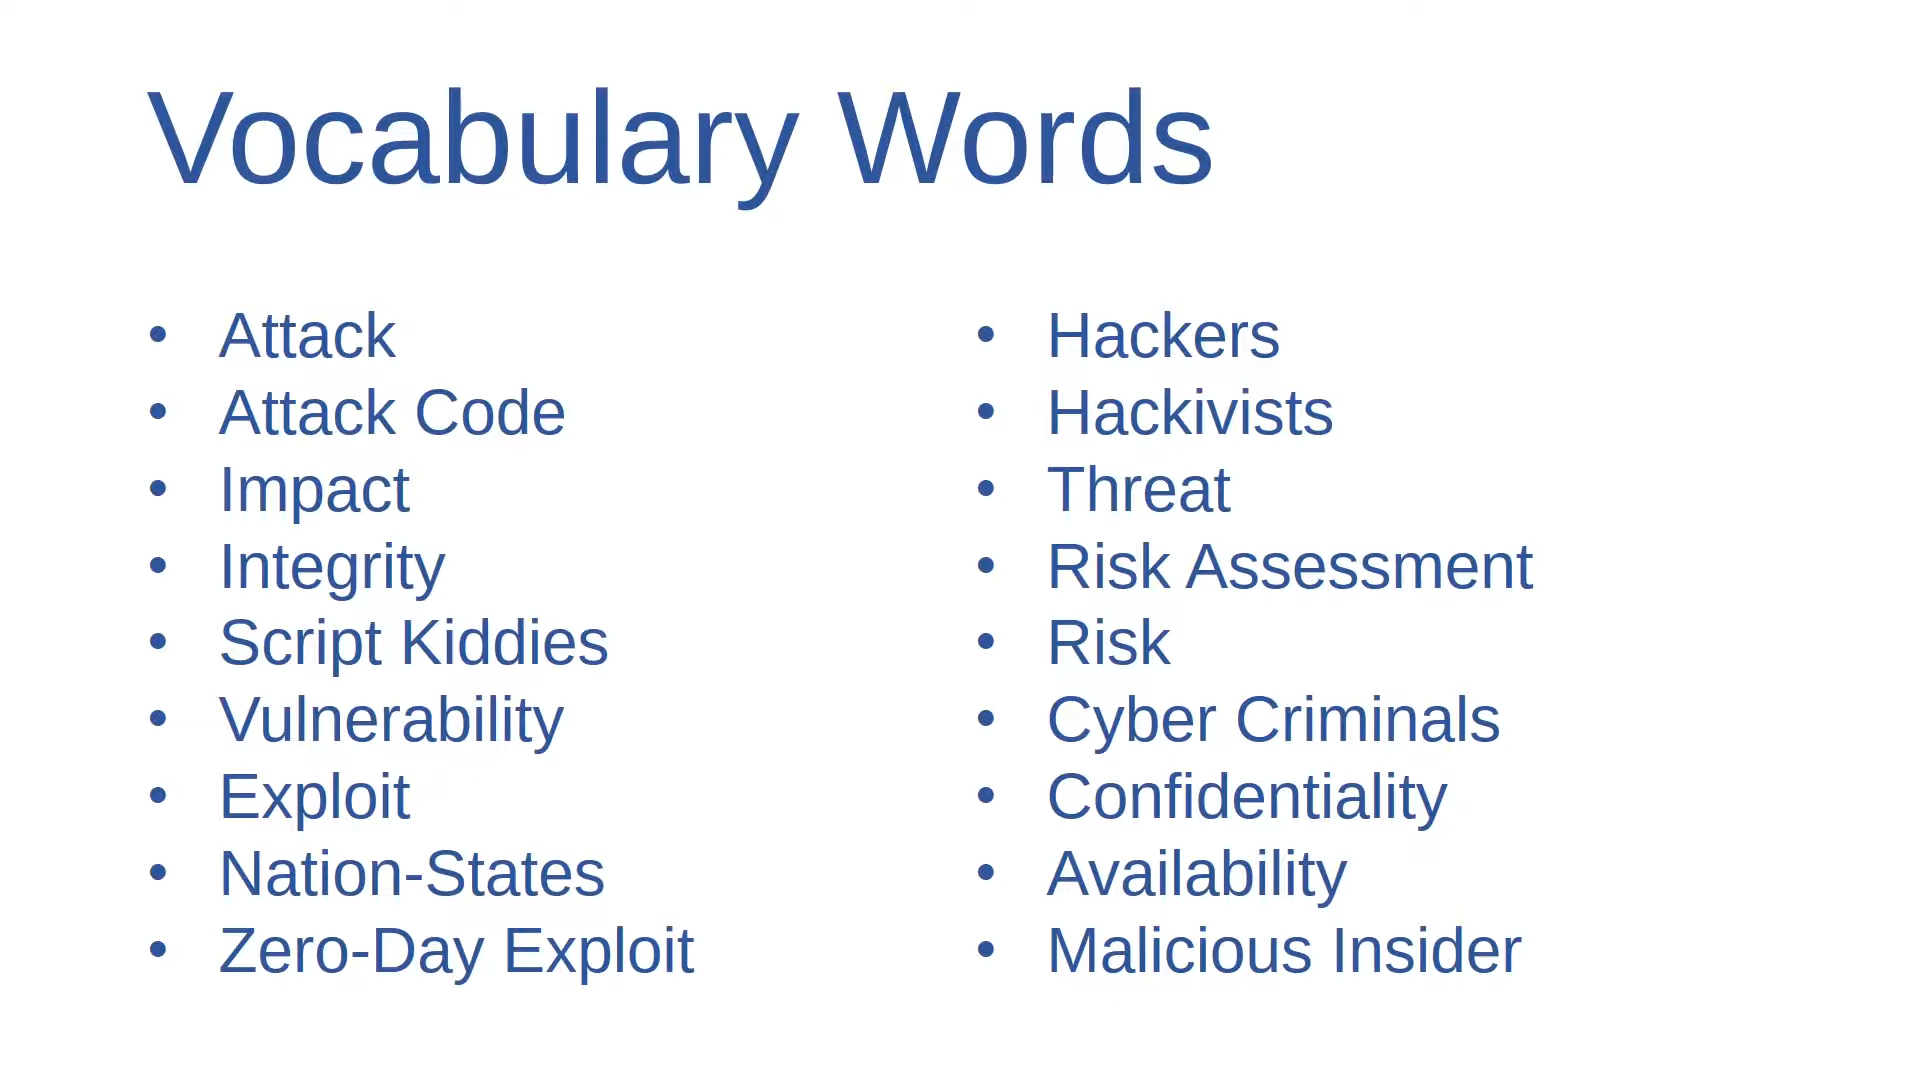 Vocabulary Words
• Attack
• Attack Code
• Impact
• Integrity
• Script Kiddies
• Vulnerability
• Exploit
• Nation-States
• Zero-Day Exploit
• Hackers
• Hackivists
• Threat
• Risk Assessment
• Risk
• Cyber Criminals
• Confidentiality
• Availability
• Malicious Insider